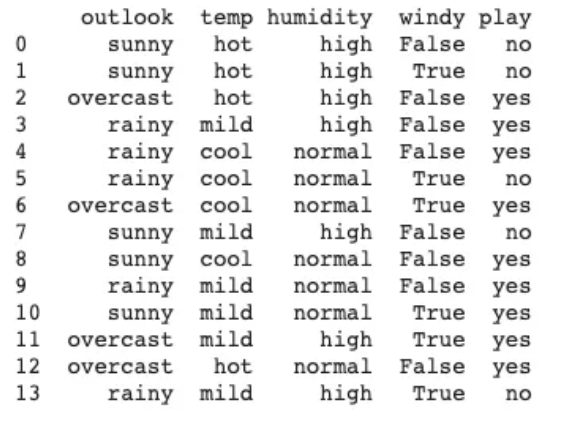 outlook temp humidity windy play
0 sunny hot high False no
1 sunny hot high True no
2 overcast hot high False yes
3 rainy mild high False yes
4 rainy cool normal False yes
5 rainy cool normal True no
6 overcast cool normal True yes
7 sunny mild high False no
8 sunny cool normal False yes
9 rainy mild normal False yes
10 sunny mild normal True yes
11 overcast mild high True yes
12 overcast hot normal False yes
13 rainy mild high True no